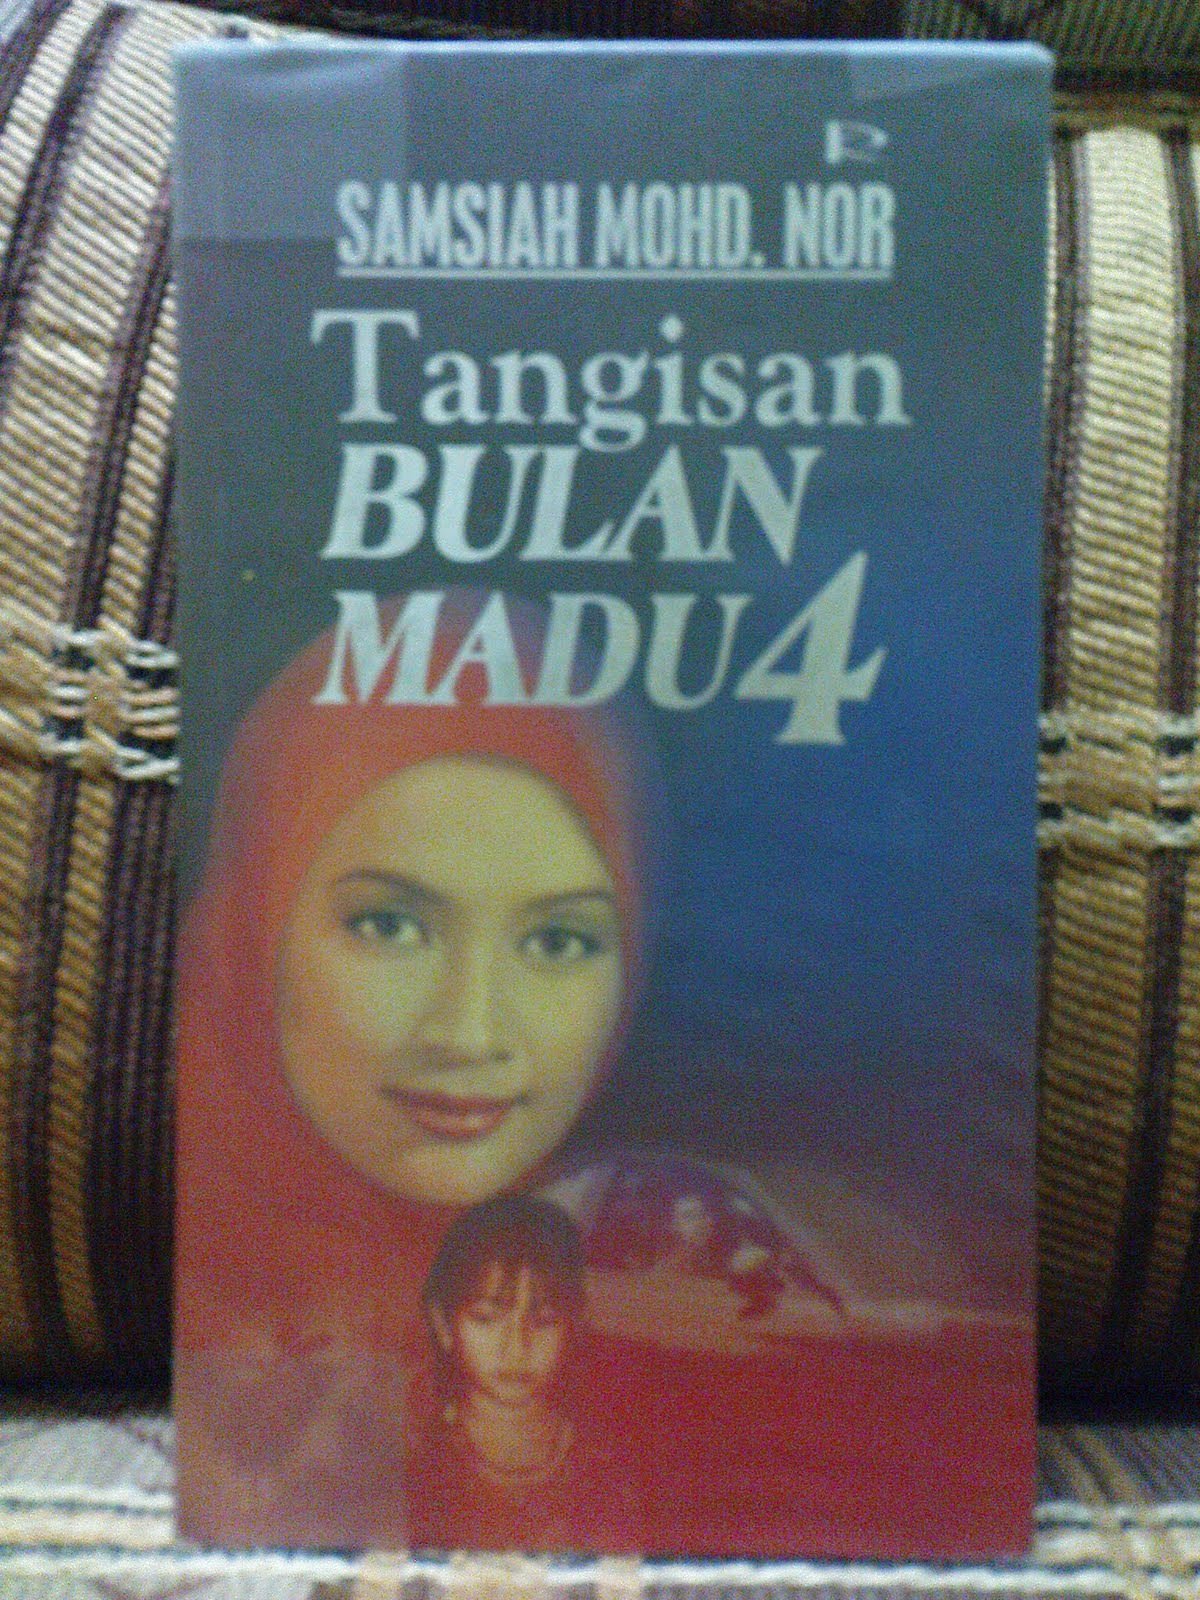 SAMSIAH MOHD. NOR
Tangisan
BULAN
MADU 4